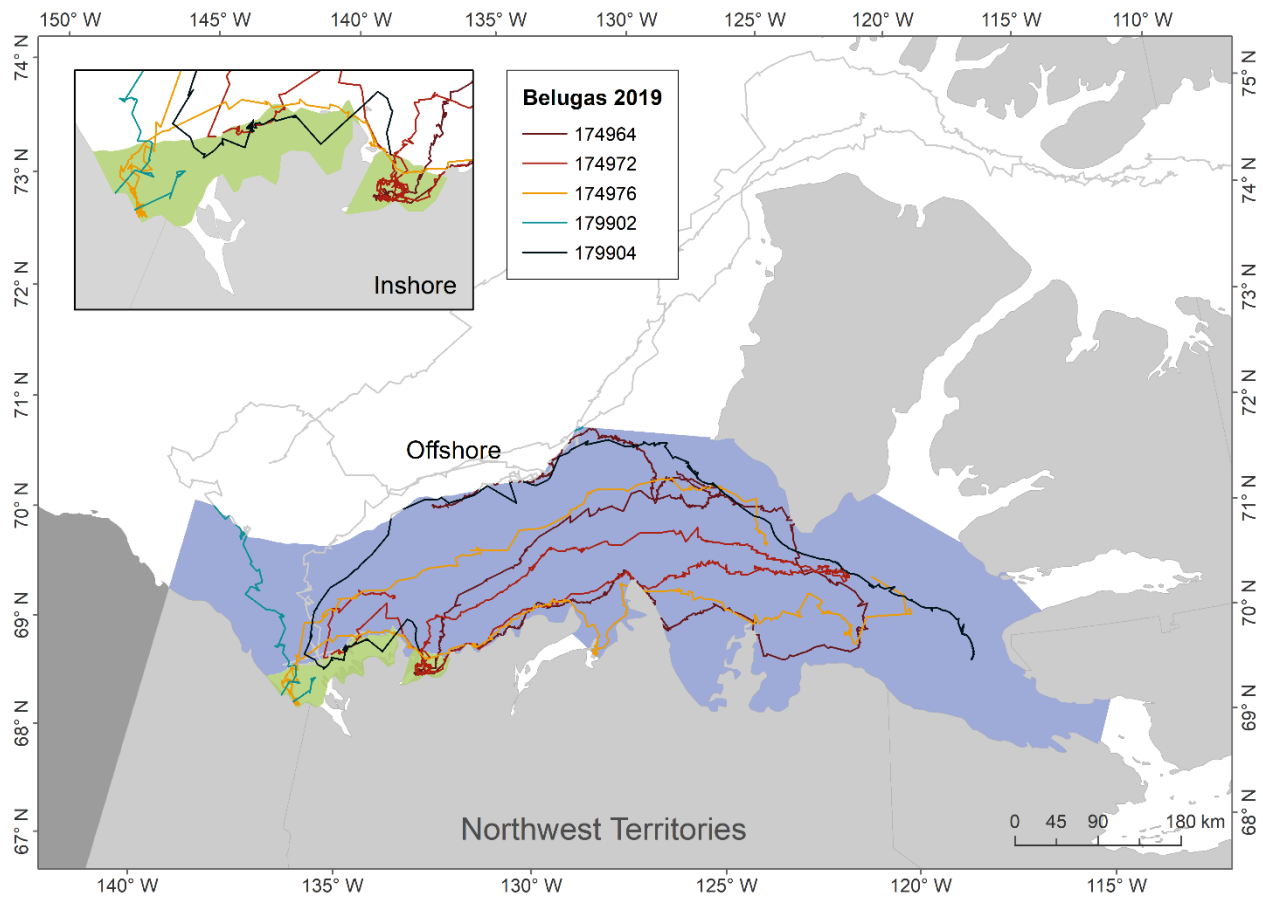 150° W 145° W 140° W 135° W 130° W 125° W 120° W 115° W 110° W
74° N
73° N
72° N
71° N
70° N
69° N
68° N
67° N
75° N
74° N
73° N
72° N
71° N
70° N
69° N
68° N
Inshore
Belugas 2019
174964
174972
174976
179902
179904
Offshore
Northwest Territories
0 45 90 180 km
140° W 135° W 130° W 125° W 120° W 115° W